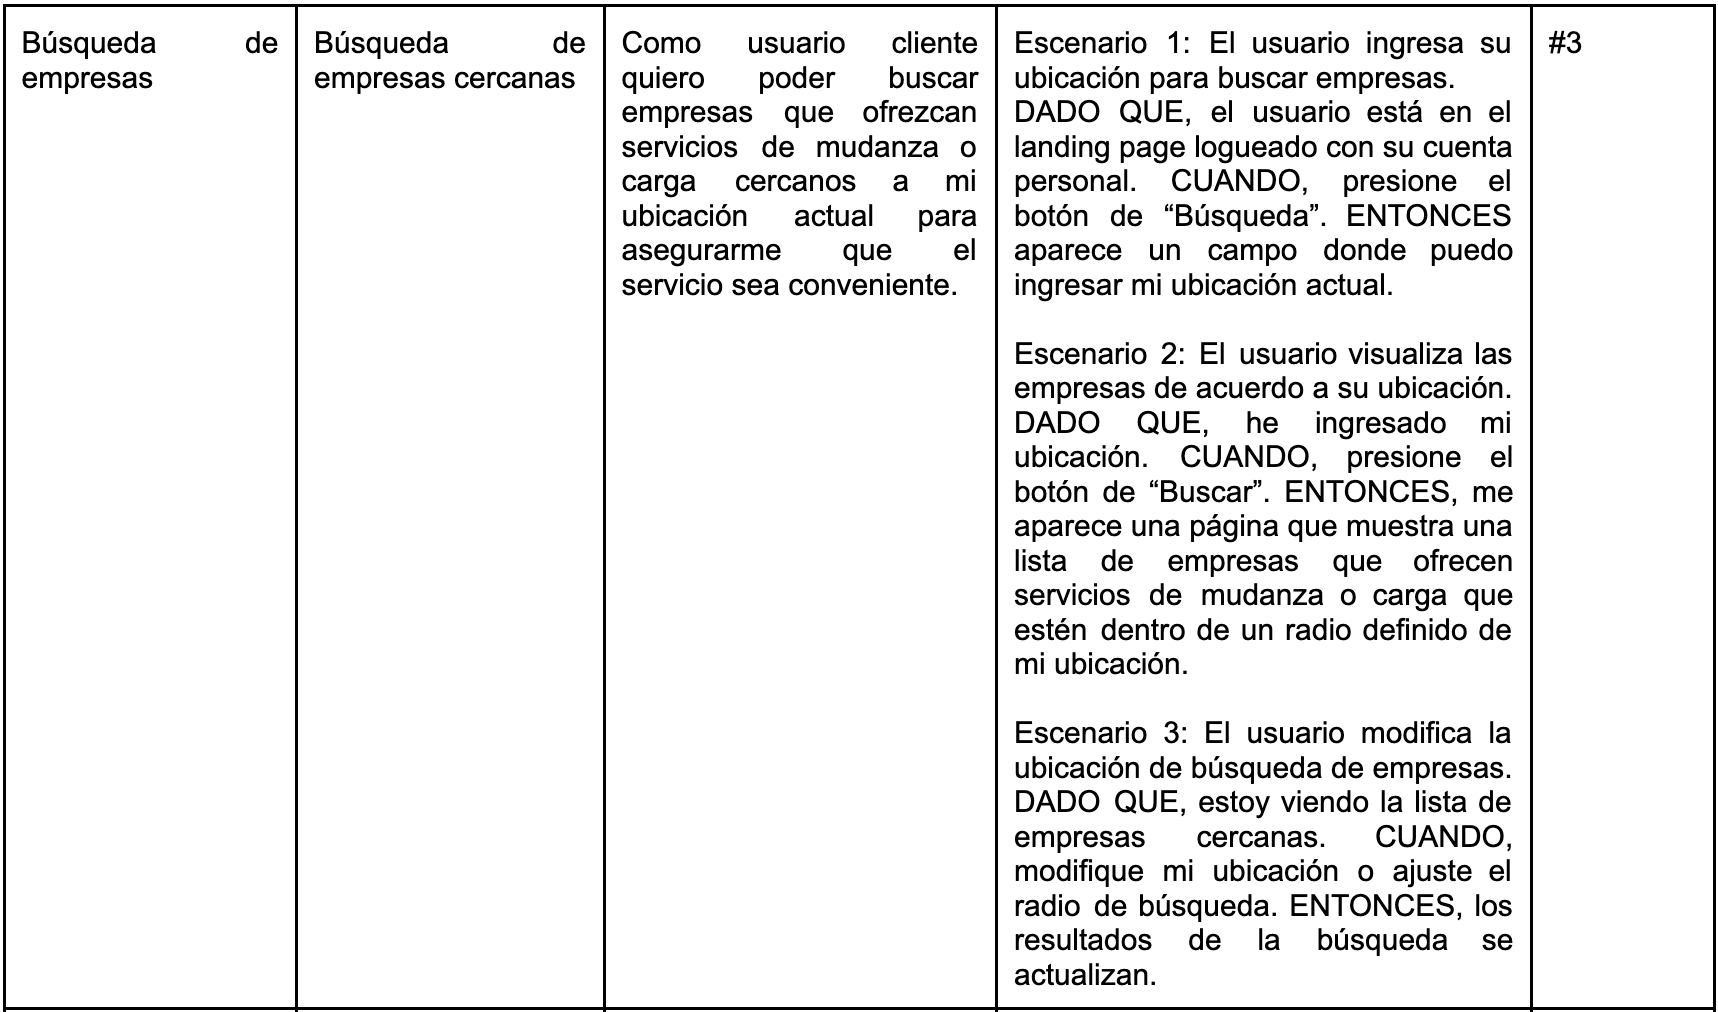 Búsqueda de
empresas
Búsqueda de
empresas cercanas
Como usuario cliente
quiero poder buscar
empresas que ofrezcan
servicios de mudanza o
carga cercanos a mi
ubicación actual para
asegurarme que el
servicio sea conveniente.
Escenario 1: El usuario ingresa su
ubicación para buscar empresas.
DADO QUE, el usuario está en el
landing page logueado con su cuenta
personal. CUANDO, presione el
botón de “Búsqueda”. ENTONCES
aparece un campo donde puedo
ingresar mi ubicación actual.
Escenario 2: El usuario visualiza las
empresas de acuerdo a su ubicación.
DADO QUE, he ingresado mi
ubicación. CUANDO, presione el
botón de “Buscar”. ENTONCES, me
aparece una página que muestra una
lista de empresas que ofrecen
servicios de mudanza o carga que
estén dentro de un radio definido de
mi ubicación.
Escenario 3: El usuario modifica la
ubicación de búsqueda de empresas.
DADO QUE, estoy viendo la lista de
empresas cercanas. CUANDO,
modifique mi ubicación o ajuste el
radio de búsqueda. ENTONCES, los
resultados de la búsqueda se
actualizan.
#3